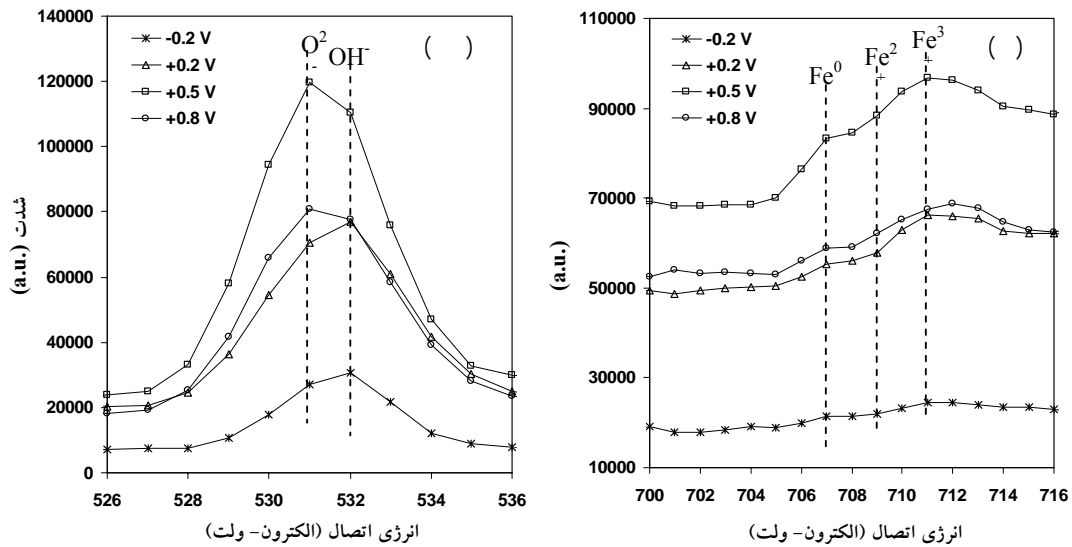 140000
120000
100000
80000
60000
40000
20000
0
526 528 530 532 534 536
-0.2 V
+0.2 V
+0.5 V
+0.8 V
O2-
OH-
( )
شدت (a.u.)
انرژی اتصال (الکترون- ولت)
110000
90000
70000
50000
30000
10000
700 702 704 706 708 710 712 714 716
-0.2 V
+0.2 V
+0.5 V
+0.8 V
Fe0
Fe2+
Fe3+
( )
(a.u.)
انرژی اتصال (الکترون- ولت)